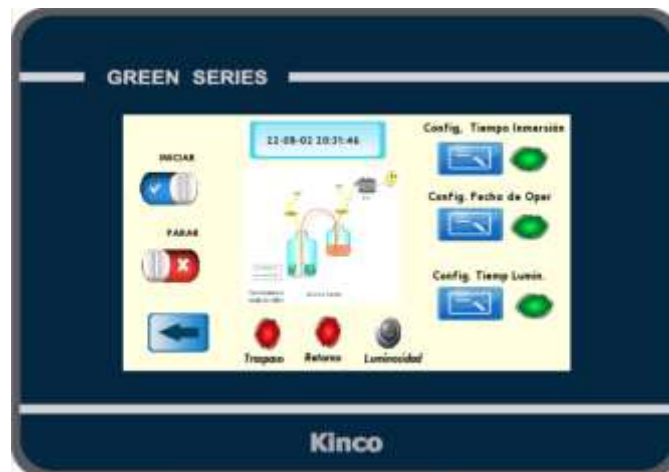 GREEN SERIES
22-08-02 20:31:46
Config. Tiempo Inmersión
INICIAR
Config. Fecha de Oper
PARAR
Config. Tiemp Lumin.
Traspaso
Retorno
Luminosidad
Kinco